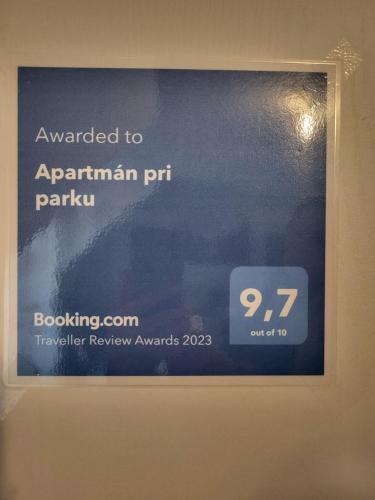 Awarded to
Apartmán pri
parku
Booking.com
Traveller Review Awards 2023
9,7
out of 10